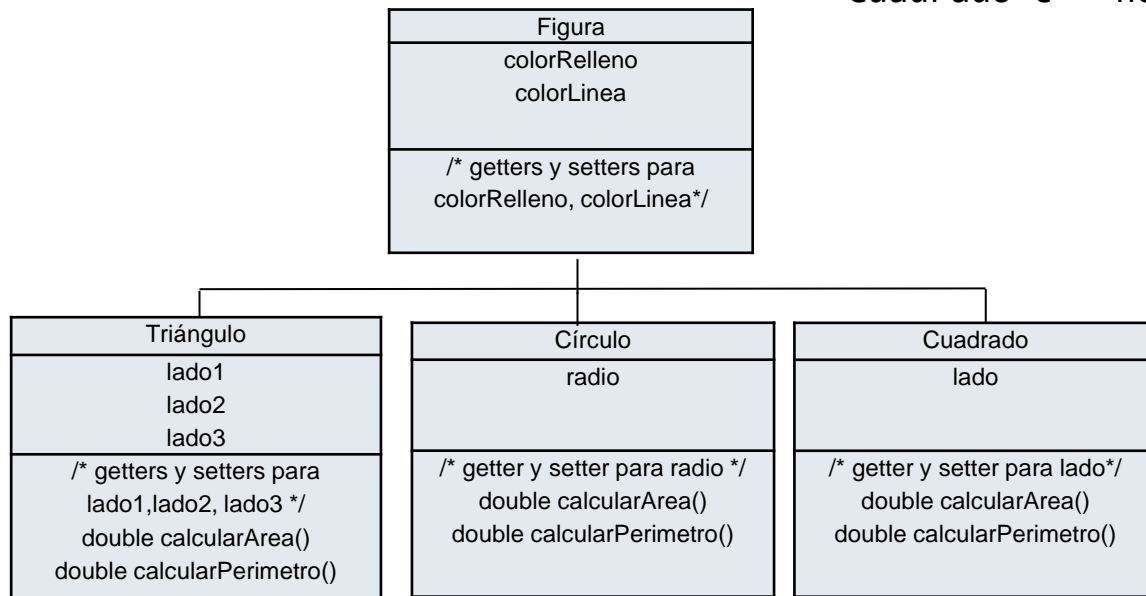 Figura
colorRelleno
colorLinea
/* getters y setters para
colorRelleno, colorLinea*/
Triángulo
lado1
lado2
lado3
/* getters y setters para
lado1,lado2, lado3 */
double calcularArea()
double calcularPerimetro()
Círculo
radio
/* getter y setter para radio */
double calcularArea()
double calcularPerimetro()
Cuadrado
lado
/* getter y setter para lado*/
double calcularArea()
double calcularPerimetro()